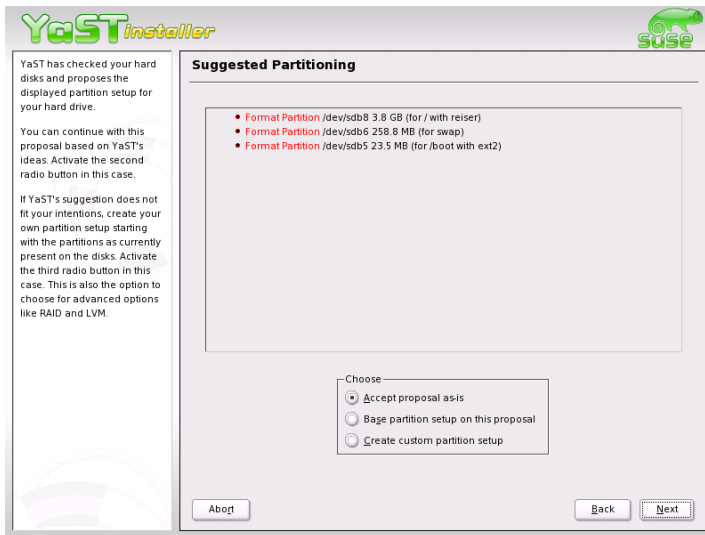 YaST installer
SUSE
YaST has checked your hard
disks and proposes the
displayed partition setup for
your hard drive.
You can continue with this
proposal based on YaST's
ideas. Activate the second
radio button in this case.
If YaST's suggestion does not
fit your intentions, create your
own partition setup starting
with the partitions as currently
present on the disks. Activate
the third radio button in this
case. This is also the option to
choose for advanced options
like RAID and LVM.
Suggested Partitioning
• Format Partition /dev/sdb8 3.8 GB (for / with reiser)
• Format Partition /dev/sdb6 258.8 MB (for swap)
• Format Partition /dev/sdb5 23.5 MB (for /boot with ext2)
Choose
Accept proposal as-is
Base partition setup on this proposal
Create custom partition setup
Abort
Back
Next